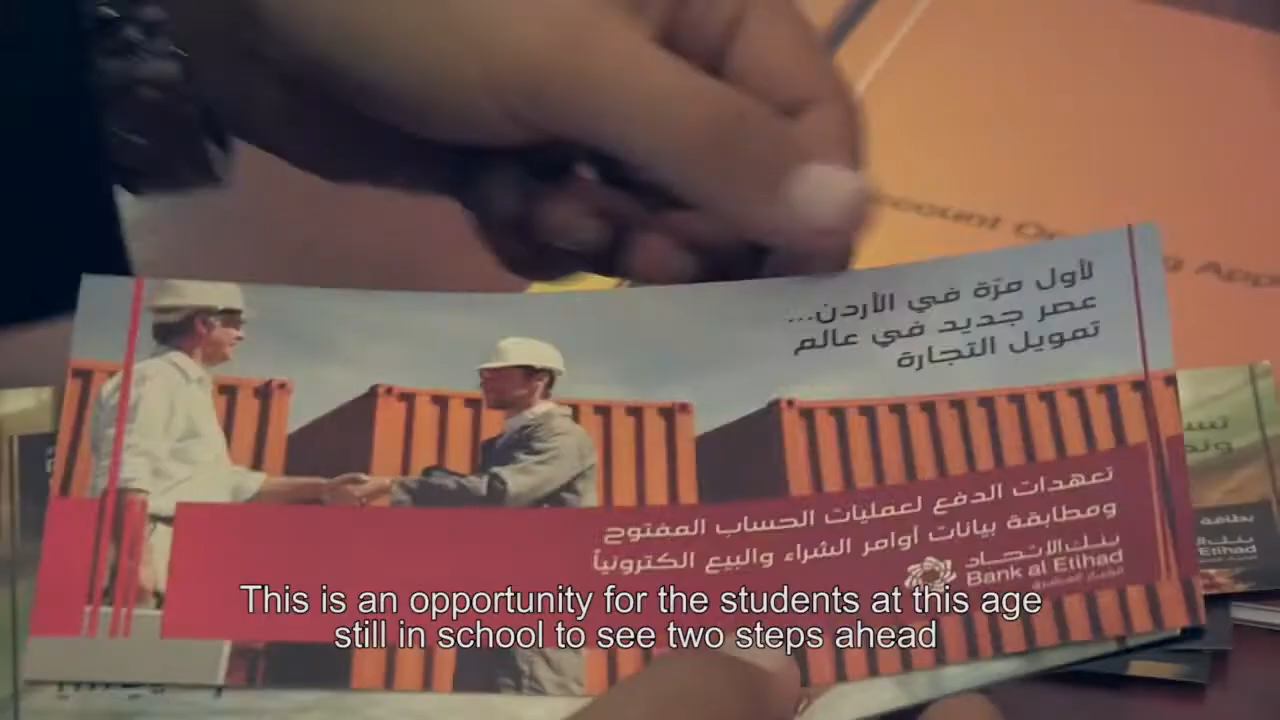 لأول مرّة في الأردن...
عصر جديد في عالم
تمويل التجارة
تعهدات الدفع لعمليات الحساب المفتوح
ومطابقة بيانات أوامر الشراء والبيع الكترونياً
بنك الاتحاد
Bank al Etihad
بطاقة
Etihad
This is an opportunity for the students at this age
still in school to see two steps ahead